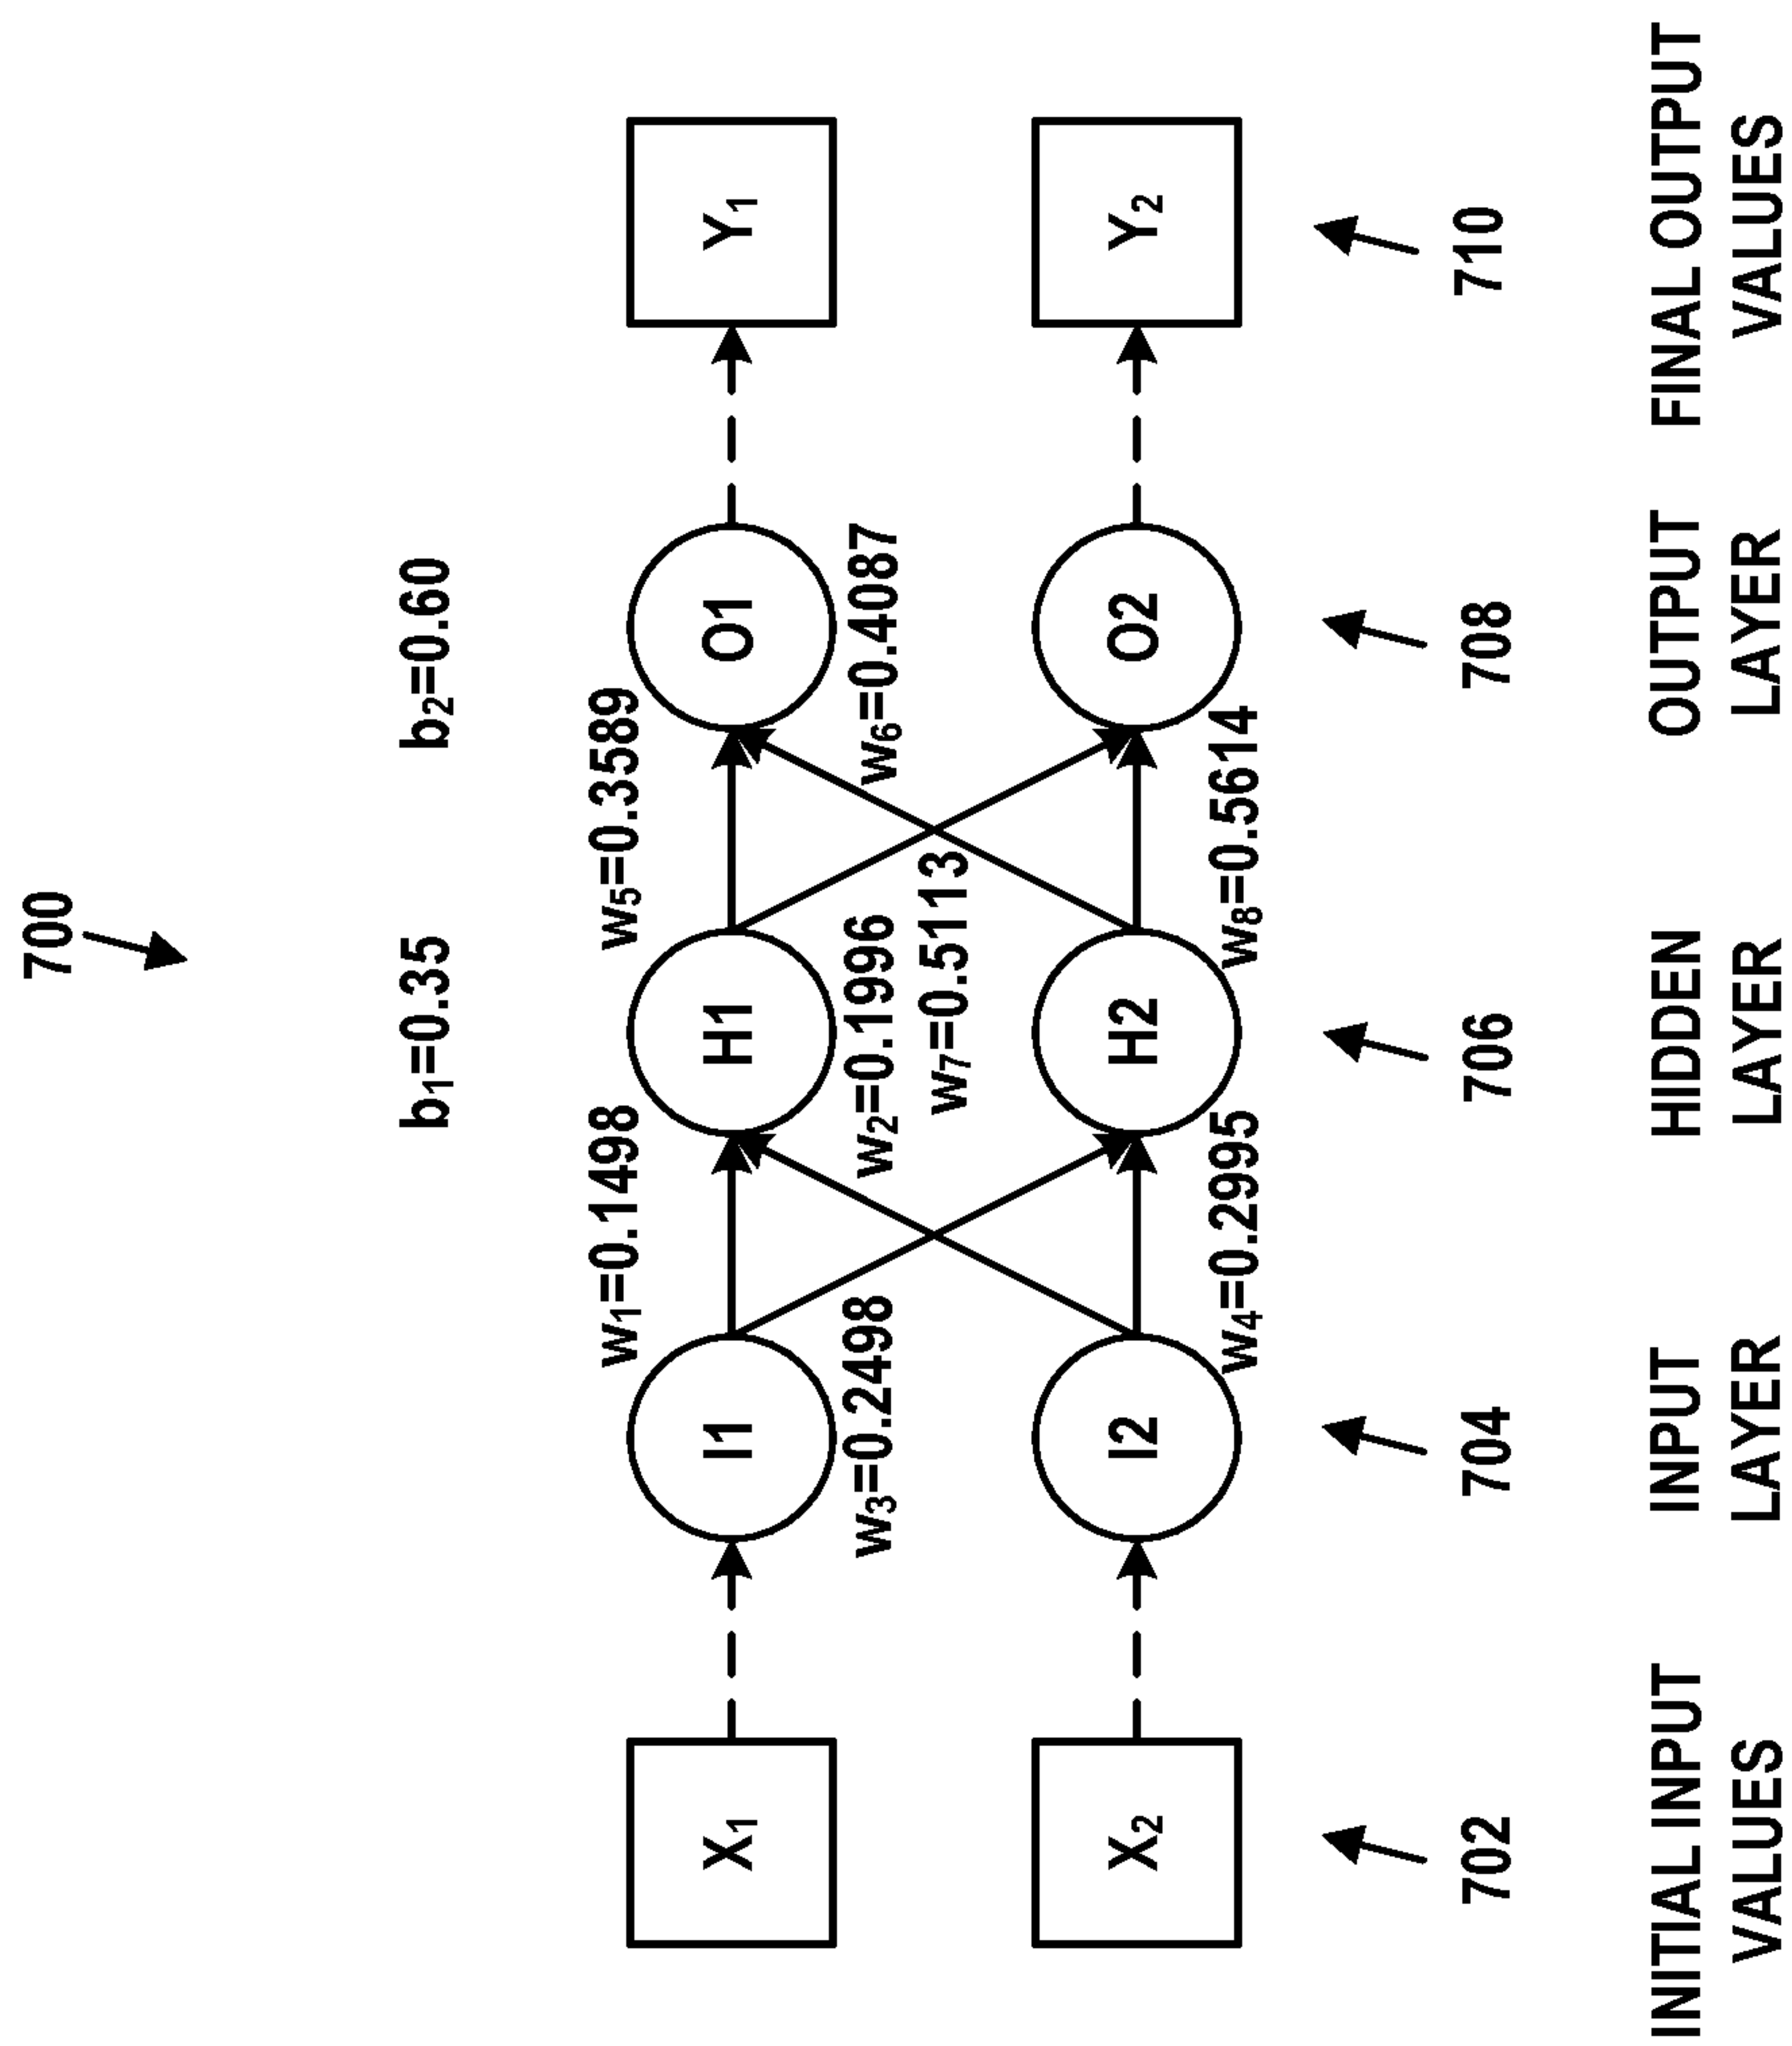 700
b1=0.35
b2=0.60
w1=0.1498
w5=0.3589
X1
I1
H1
O1
Y1
w3=0.2498
w2=0.1996
w6=0.4087
w7=0.5113
X2
I2
H2
O2
Y2
w4=0.2995
w8=0.5614
702
704
706
708
710
INITIAL INPUT
VALUES
INPUT
LAYER
HIDDEN
LAYER
OUTPUT
LAYER
FINAL OUTPUT
VALUES